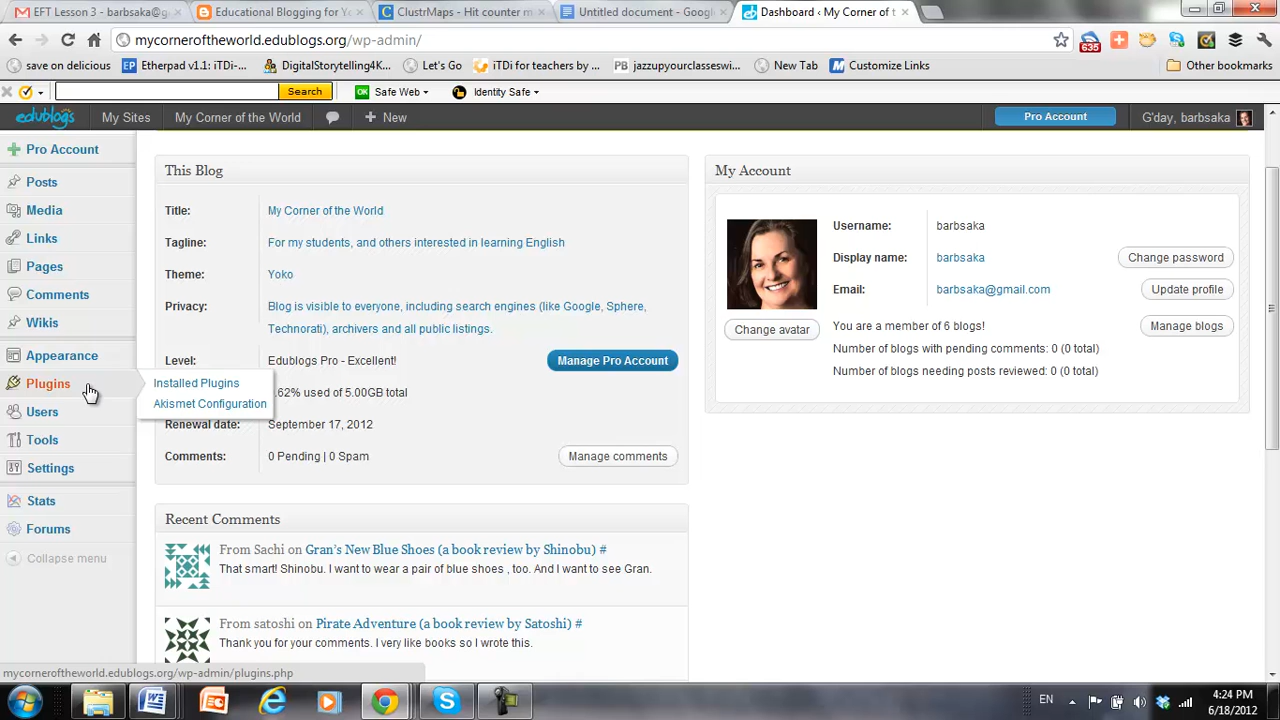 EFT Lesson 3 - barbsaka@g
Educational Blogging for Y
ClustrMaps - Hit counter m
Untitled document - Googl
Dashboard ‹ My Corner of t
mycorneroftheworld.edublogs.org/wp-admin/
635
save on delicious
Etherpad v1.1: iTDi-...
DigitalStorytelling4K...
Let's Go
iTDi for teachers by ...
PB jazzupyourclasseswi...
New Tab
Customize Links
Other bookmarks
Search
OK Safe Web
Identity Safe
edublogs My Sites My Corner of the World + New Pro Account G'day, barbsaka
Pro Account
Posts
Media
Links
Pages
Comments
Wikis
Appearance
Plugins
Installed Plugins
Akismet Configuration
Users
Tools
Settings
Stats
Forums
Collapse menu
This Blog
Title: My Corner of the World
Tagline: For my students, and others interested in learning English
Theme: Yoko
Privacy: Blog is visible to everyone, including search engines (like Google, Sphere,
Technorati), archivers and all public listings.
Level: Edublogs Pro - Excellent! Manage Pro Account
.62% used of 5.00GB total
Renewal date: September 17, 2012
Comments: 0 Pending | 0 Spam Manage comments
My Account
Username: barbsaka
Display name: barbsaka Change password
Email: barbsaka@gmail.com Update profile
Change avatar
You are a member of 6 blogs! Manage blogs
Number of blogs with pending comments: 0 (0 total)
Number of blogs needing posts reviewed: 0 (0 total)
Recent Comments
From Sachi on Gran's New Blue Shoes (a book review by Shinobu) #
That smart! Shinobu. I want to wear a pair of blue shoes , too. And I want to see Gran.
From satoshi on Pirate Adventure (a book review by Satoshi) #
Thank you for your comments. I very like books so I wrote this.
mycorneroftheworld.edublogs.org/wp-admin/plugins.php
EN
4:24 PM
6/18/2012